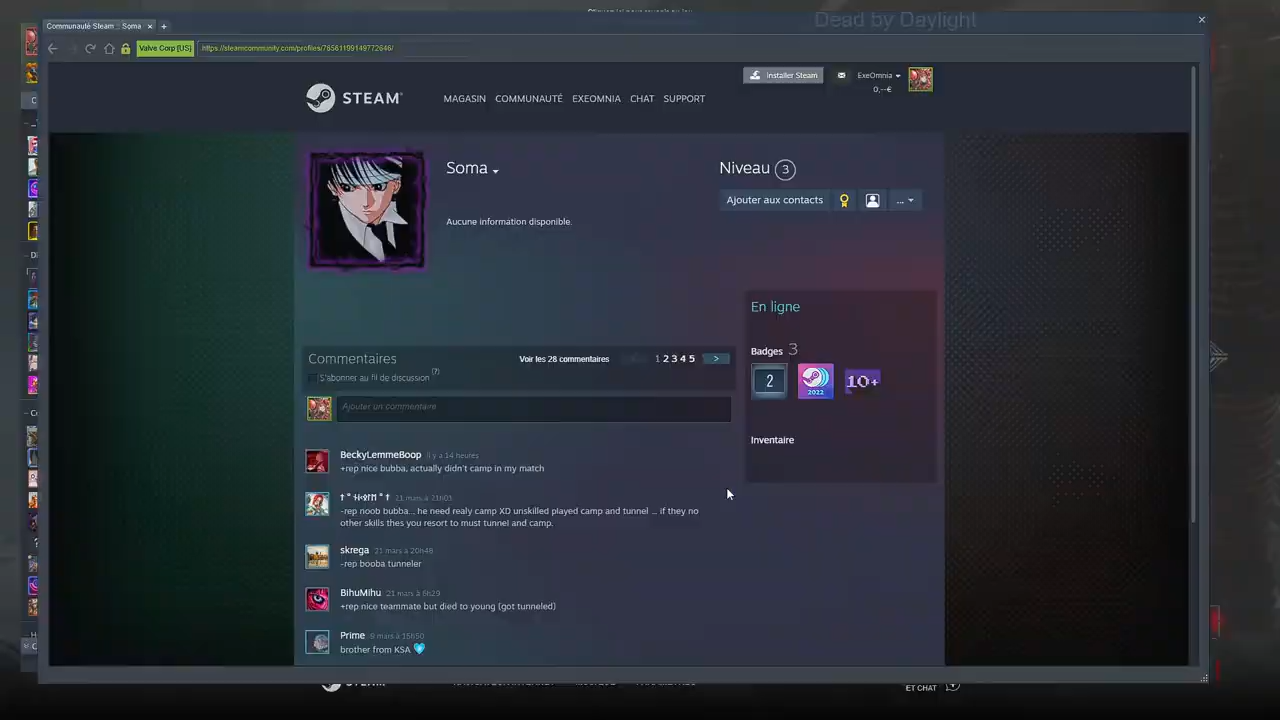 Dead by Daylight
Communauté Steam :: Soma
Valve Corp [US]
https://steamcommunity.com/profiles/76561199149772646/
Installer Steam
ExeOmnia
0,--€
STEAM
MAGASIN COMMUNAUTÉ EXEOMNIA CHAT SUPPORT
Soma
Niveau 3
Ajouter aux contacts
...
Aucune information disponible.
En ligne
Badges 3
2
2022
10+
Inventaire
Commentaires
Voir les 28 commentaires
1 2 3 4 5 >
S'abonner au fil de discussion (?)
Ajouter un commentaire
BeckyLemmeBoop il y a 14 heures
+rep nice bubba, actually didn't camp in my match
21 mars à 21h03
-rep noob bubba... he need realy camp XD unskilled played camp and tunnel ... if they no
other skills thes you resort to must tunnel and camp.
skrega 21 mars à 20h48
-rep booba tunneler
BihuMihu 21 mars à 6h29
+rep nice teammate but died to young (got tunneled)
Prime 9 mars à
brother from KSA
ET CHAT